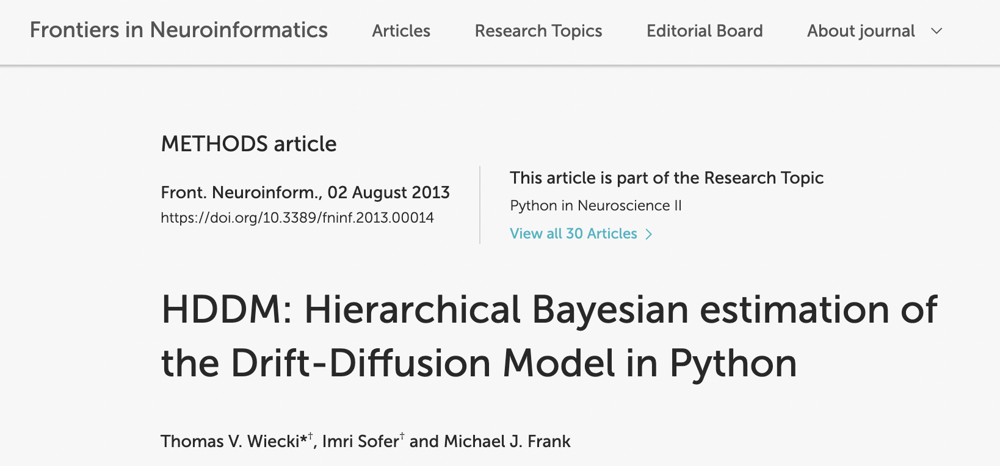 Frontiers in Neuroinformatics Articles Research Topics Editorial Board About journal
METHODS article
Front. Neuroinform., 02 August 2013
https://doi.org/10.3389/fninf.2013.00014
This article is part of the Research Topic
Python in Neuroscience II
View all 30 Articles
HDDM: Hierarchical Bayesian estimation of
the Drift-Diffusion Model in Python
Thomas V. Wiecki*†, Imri Sofer† and Michael J. Frank